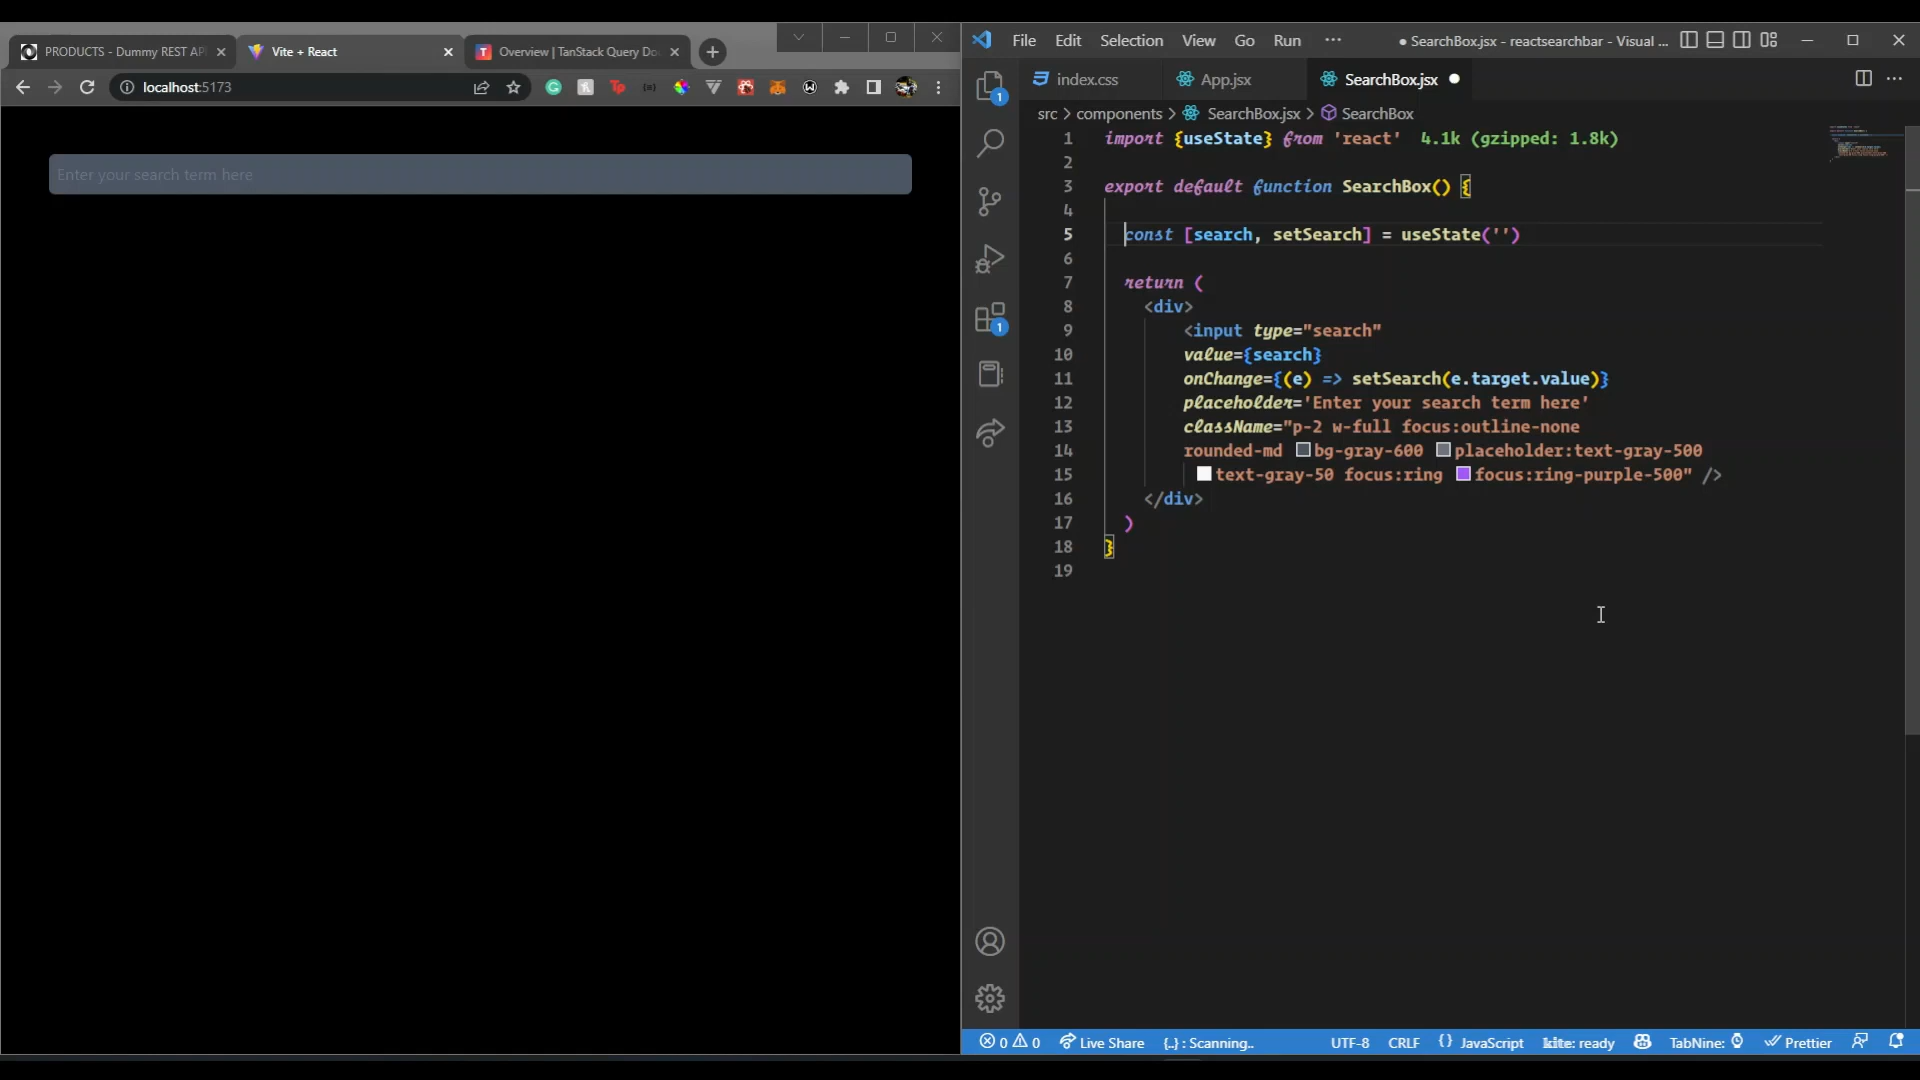 PRODUCTS - Dummy REST AP
Vite + React
Overview | TanStack Query Do
localhost:5173
Enter your search term here
File Edit Selection View Go Run ···
● SearchBox.jsx - reactsearchbar - Visual ...
index.css
App.jsx
SearchBox.jsx ●
src > components > SearchBox.jsx > SearchBox
1 import {useState} from 'react' 4.1k (gzipped: 1.8k)
2
3 export default function SearchBox() {
4
5 const [search, setSearch] = useState('')
6
7 return (
8 <div>
9 <input type="search"
10 value={search}
11 onChange={(e) => setSearch(e.target.value)}
12 placeholder='Enter your search term here'
13 className="p-2 w-full focus:outline-none
14 rounded-md bg-gray-600 placeholder:text-gray-500
15 text-gray-50 focus:ring focus:ring-purple-500" />
16 </div>
17 )
18 }
19
1
1
0 0 Live Share {..} : Scanning.. UTF-8 CRLF {} JavaScript kite: ready TabNine: Prettier